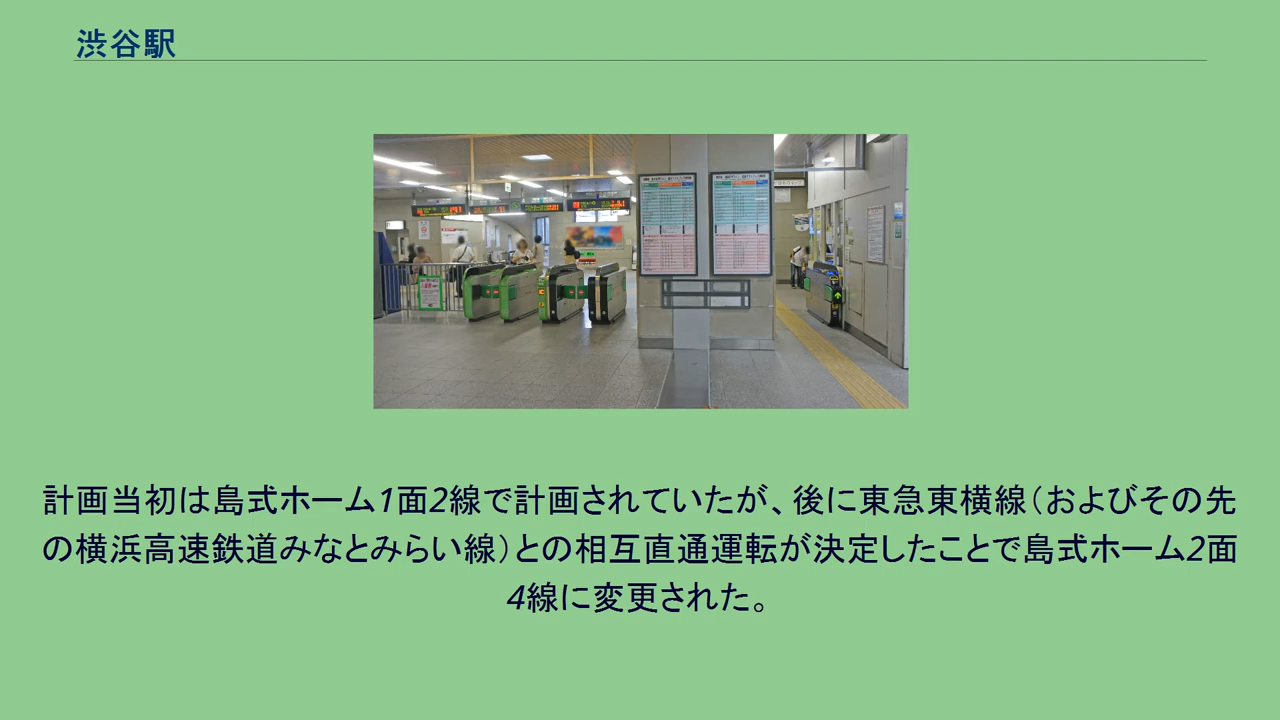 渋谷駅
計画当初は島式ホーム1面2線で計画されていたが、後に東急東横線（およびその先
の横浜高速鉄道みなとみらい線）との相互直通運転が決定したことで島式ホーム2面
4線に変更された。